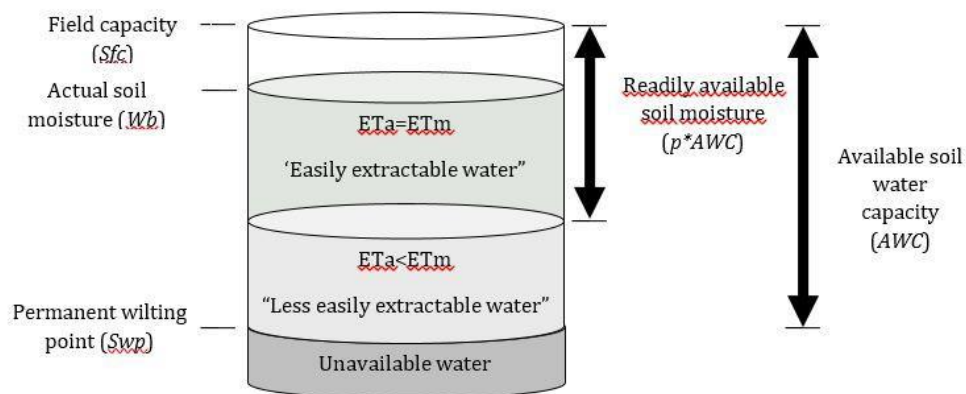 Field capacity
(Sfc)
Actual soil
moisture (Wb)
ETa=ETm
‘Easily extractable water”
ETa<ETm
“Less easily extractable water”
Permanent wilting
point (Swp)
Unavailable water
Readily available
soil moisture
(p*AWC)
Available soil
water
capacity
(AWC)